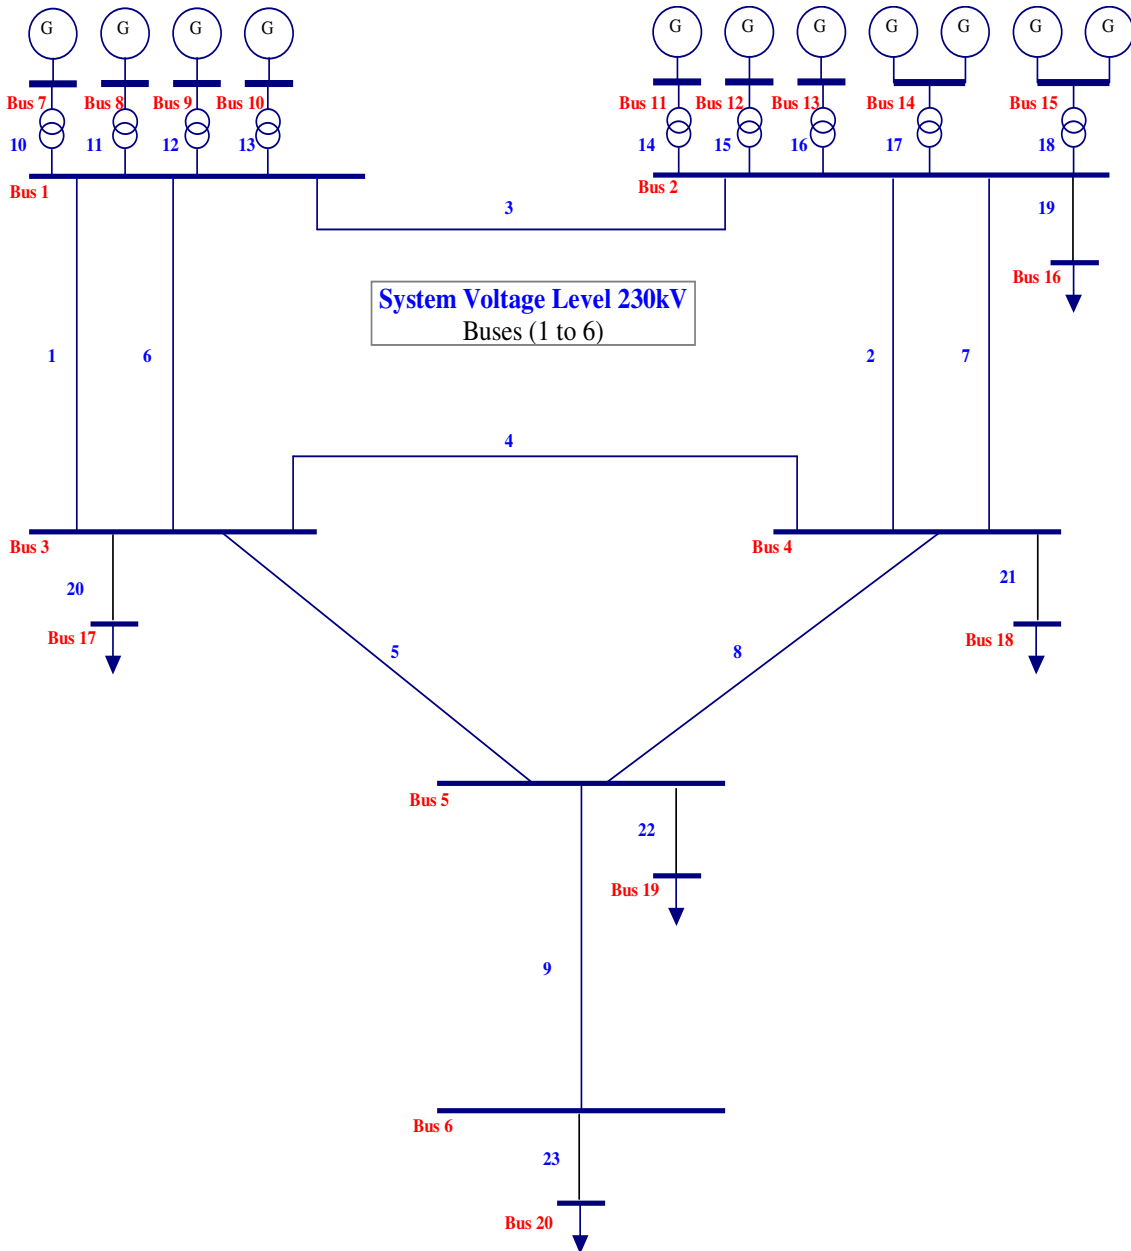 G G G G G G G G G G G
Bus 7 Bus 8 Bus 9 Bus 10 Bus 11 Bus 12 Bus 13 Bus 14 Bus 15
10 11 12 13 14 15 16 17 18
Bus 1 Bus 2
3 19
Bus 16
System Voltage Level 230kV
Buses (1 to 6)
1 6 2 7
4
Bus 3 Bus 4
20 21
Bus 17 Bus 18
5 8
Bus 5
22
Bus 19
9
Bus 6
23
Bus 20